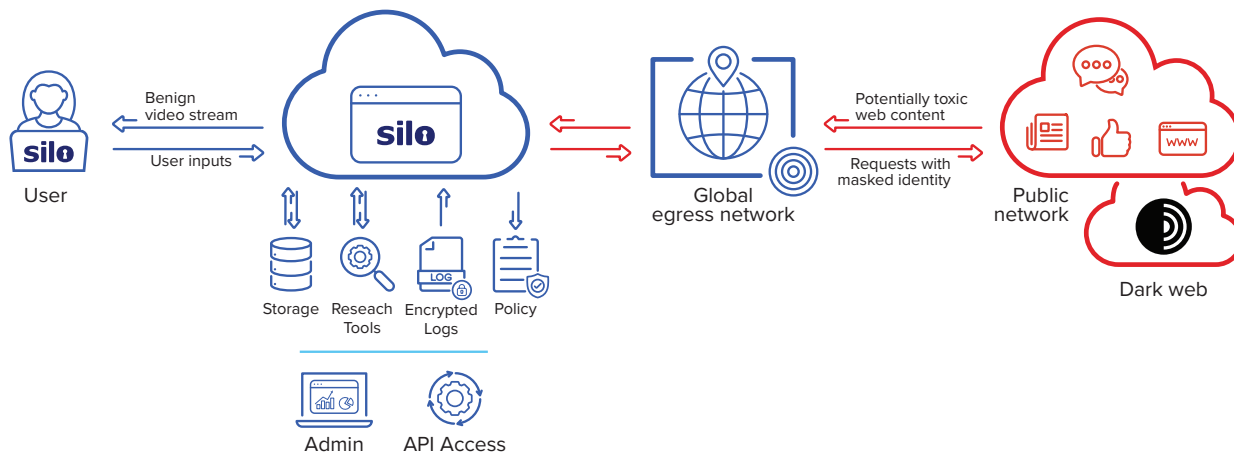 Benign
video stream
silo
User inputs
User
silo
Global
egress network
Potentially toxic
web content
Requests with
masked identity
www
Public
network
Dark web
Storage
Reseach
Tools
LOG
Encrypted
Logs
Policy
Admin
API Access